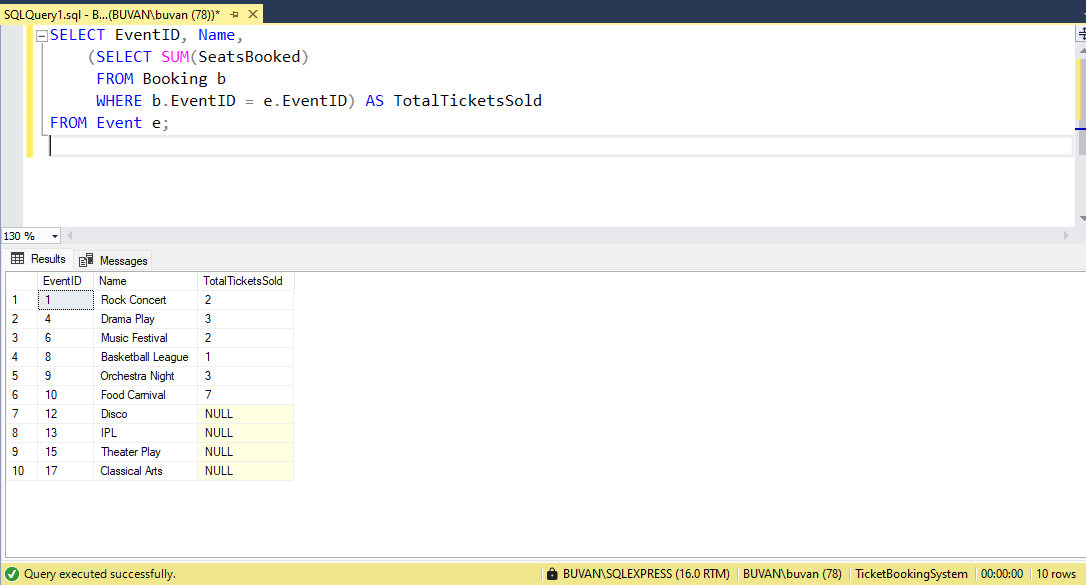 SQLQuery1.sql - B...(BUVAN\buvan (78))*
SELECT EventID, Name,
(SELECT SUM(SeatsBooked)
FROM Booking b
WHERE b.EventID = e.EventID) AS TotalTicketsSold
FROM Event e;
130 %
Results Messages
EventID Name TotalTicketsSold
1 1 Rock Concert 2
2 4 Drama Play 3
3 6 Music Festival 2
4 8 Basketball League 1
5 9 Orchestra Night 3
6 10 Food Carnival 7
7 12 Disco NULL
8 13 IPL NULL
9 15 Theater Play NULL
10 17 Classical Arts NULL
Query executed successfully. BUVAN\SQLEXPRESS (16.0 RTM) BUVAN\buvan (78) TicketBookingSystem 00:00:00 10 rows